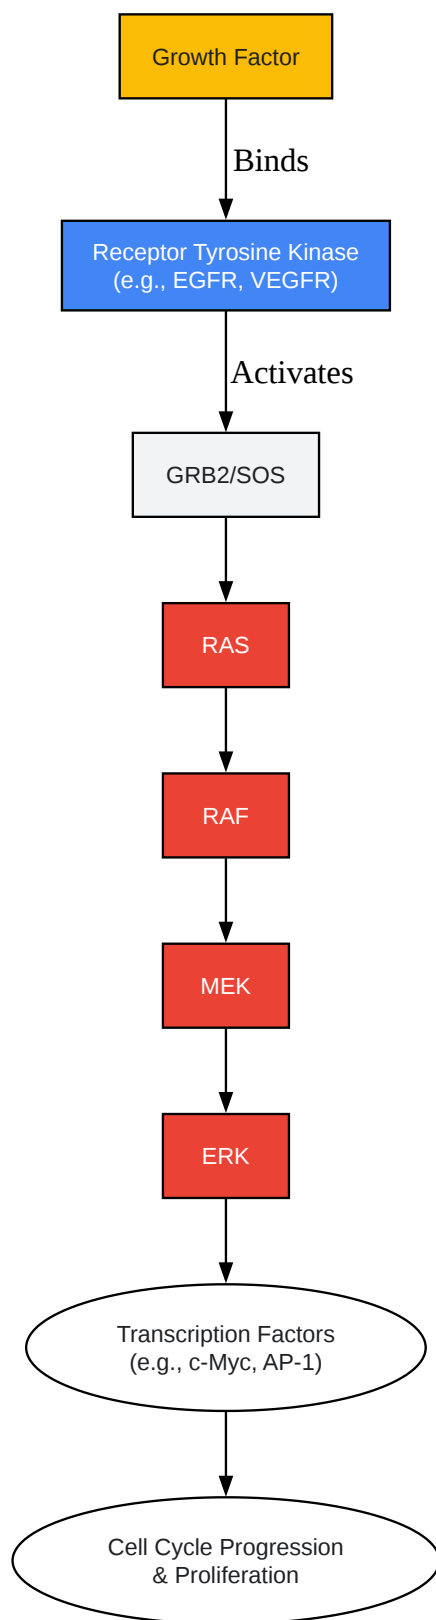 Growth Factor
Binds
Receptor Tyrosine Kinase
(e.g., EGFR, VEGFR)
Activates
GRB2/SOS
RAS
RAF
MEK
ERK
Transcription Factors
(e.g., c-Myc, AP-1)
Cell Cycle Progression
& Proliferation